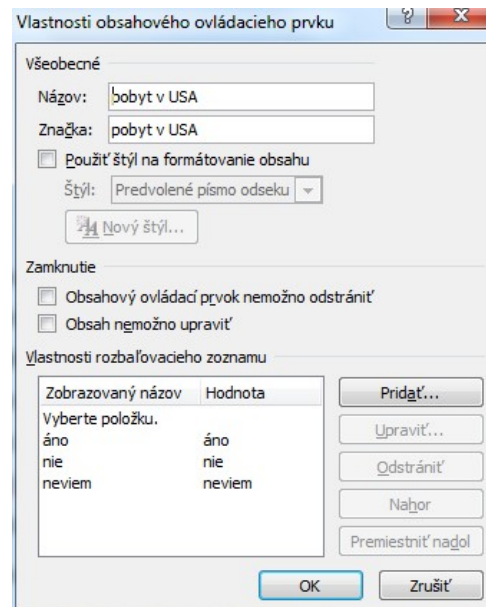 Vlastnosti obsahového ovládacieho prvku
Všeobecné
Názov: pobyt v USA
Značka: pobyt v USA
Použiť štýl na formátovanie obsahu
Štýl: Predvolené písmo odseku
Nový štýl...
Zamknutie
Obsahový ovládací prvok nemožno odstrániť
Obsah nemožno upraviť
Vlastnosti rozbaľovacieho zoznamu
Zobrazovaný názov Hodnota
Vyberte položku.
áno áno
nie nie
neviem neviem
Pridať...
Upraviť...
Odstrániť
Nahor
Premiestniť nadol
OK Zrušiť